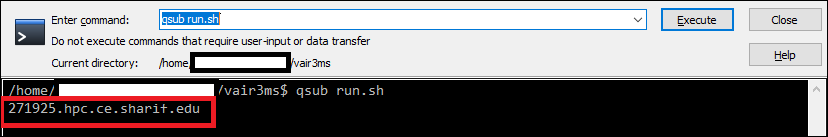 Enter command: qsub run.sh Execute Close
Do not execute commands that require user-input or data transfer
Current directory: /home/ /vair3ms Help
/home/ /vair3ms$ qsub run.sh
271925.hpc.ce.sharif.edu